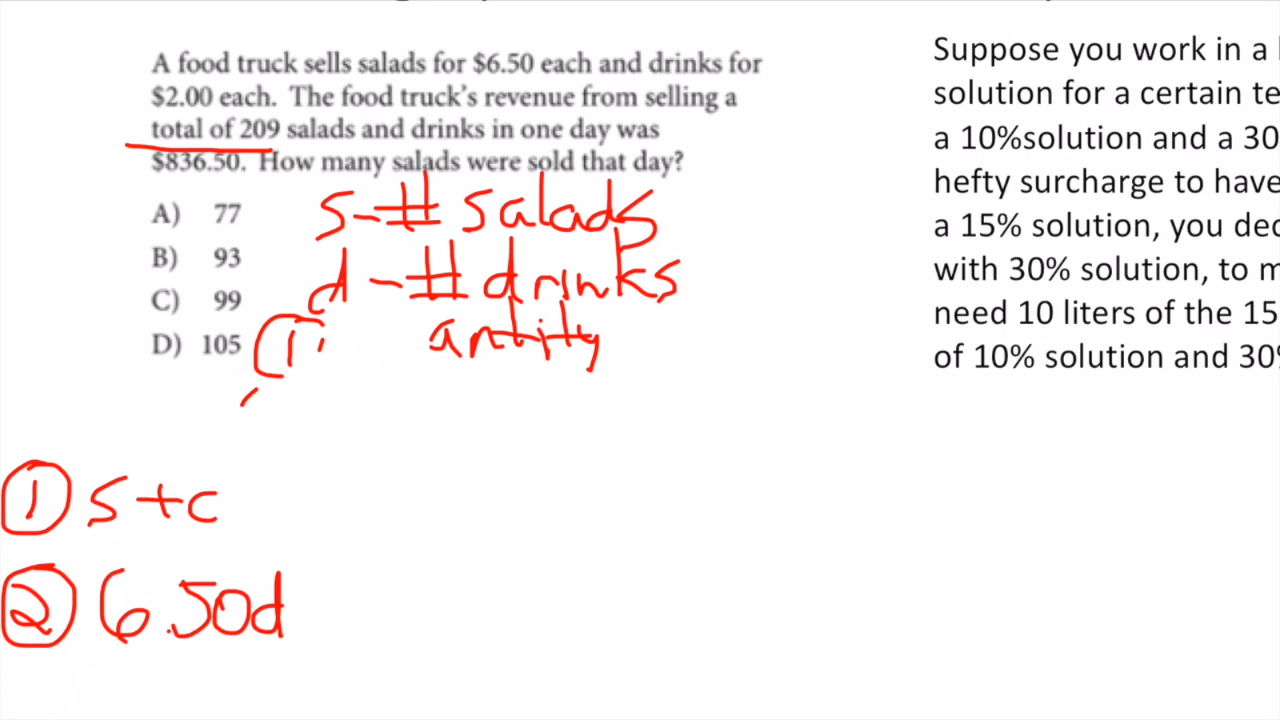 A food truck sells salads for $6.50 each and drinks for
$2.00 each. The food truck's revenue from selling a
total of 209 salads and drinks in one day was
$836.50. How many salads were sold that day?
A) 77
B) 93
C) 99
D) 105
s - # salads
d - # drinks
antity
① s + c
② 6.50d
Suppose you work in a
solution for a certain te
a 10%solution and a 30
hefty surcharge to have
a 15% solution, you dec
with 30% solution, to m
need 10 liters of the 15
of 10% solution and 30%